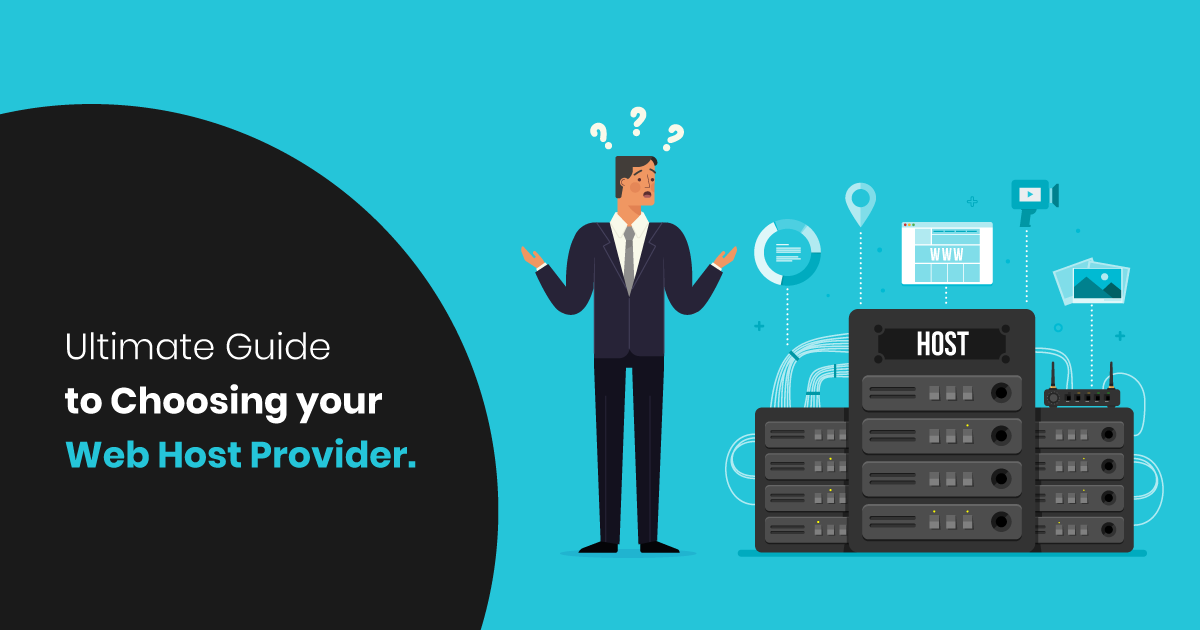 Ultimate Guide
to Choosing your
Web Host Provider.
? ? ?
WWW
HOST